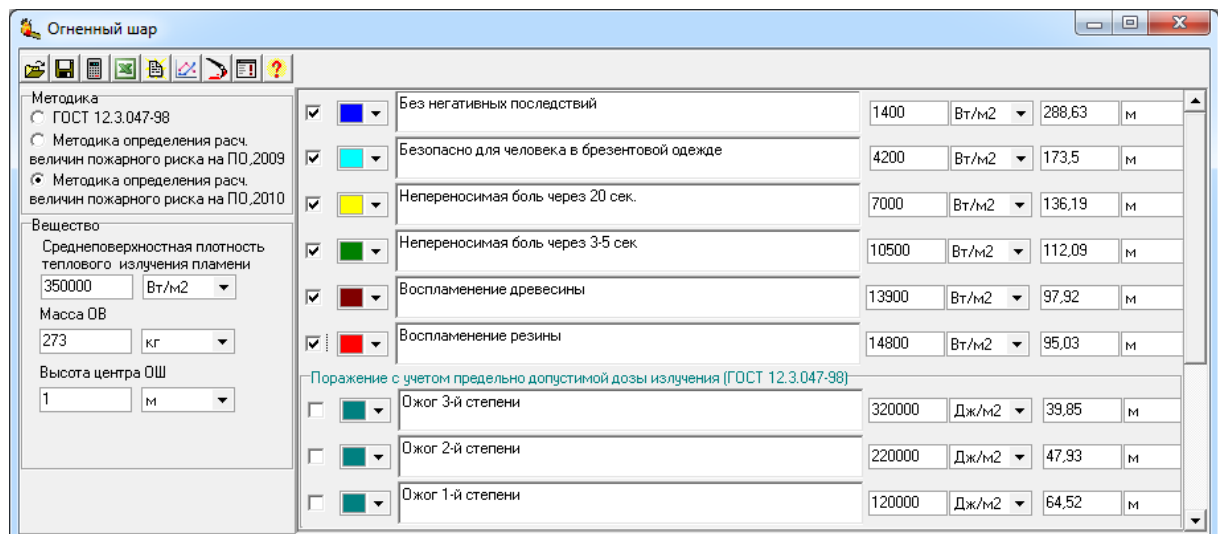 Огненный шар
Методика
ГОСТ 12.3.047-98
Методика определения расч.
величин пожарного риска на ПО,2009
Методика определения расч.
величин пожарного риска на ПО,2010
Вещество
Среднеповерхностная плотность
теплового излучения пламени
350000 Вт/м2
Масса ОВ
273 кг
Высота центра ОШ
1 м
Без негативных последствий 1400 Вт/м2 288,63 м
Безопасно для человека в брезентовой одежде 4200 Вт/м2 173,5 м
Непереносимая боль через 20 сек. 7000 Вт/м2 136,19 м
Непереносимая боль через 3-5 сек 10500 Вт/м2 112,09 м
Воспламенение древесины 13900 Вт/м2 97,92 м
Воспламенение резины 14800 Вт/м2 95,03 м
Поражение с учетом предельно допустимой дозы излучения (ГОСТ 12.3.047-98)
Ожог 3-й степени 320000 Дж/м2 39,85 м
Ожог 2-й степени 220000 Дж/м2 47,93 м
Ожог 1-й степени 120000 Дж/м2 64,52 м